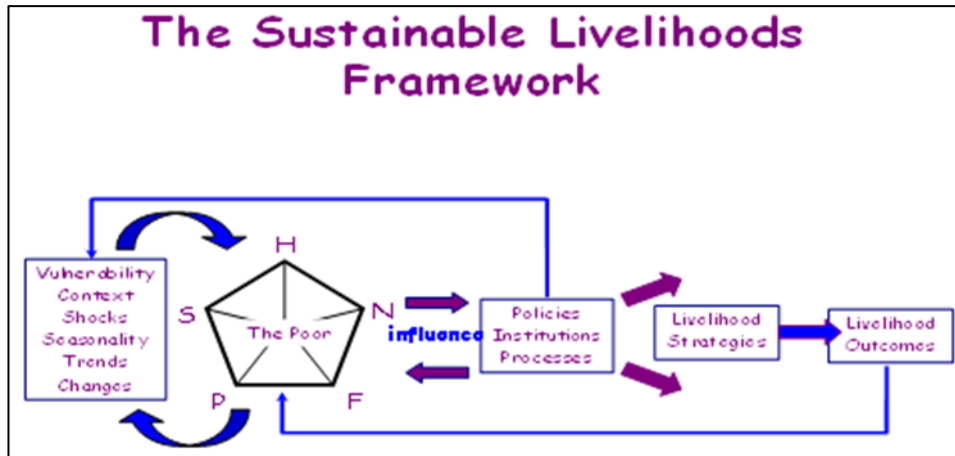 The Sustainable Livelihoods
Framework
Vulnerability
Context
Shocks
Seasonality
Trends
Changes
H
S
N
The Poor
P
F
influence
Policies
Institutions
Processes
Livelihood
Strategies
Livelihood
Outcomes